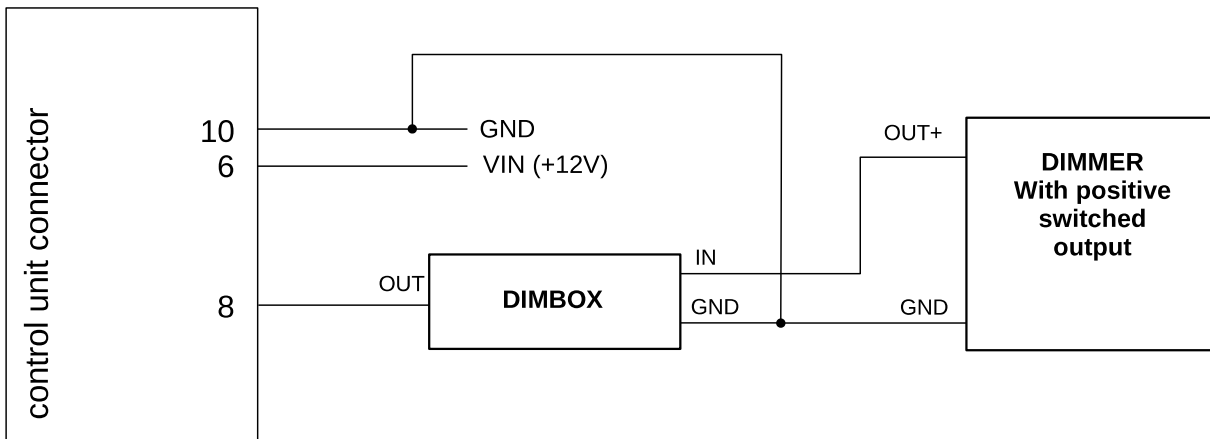 control unit connector
10
GND
6
VIN (+12V)
8
OUT
DIMBOX
IN
GND
OUT+
GND
DIMMER
With positive
switched
output